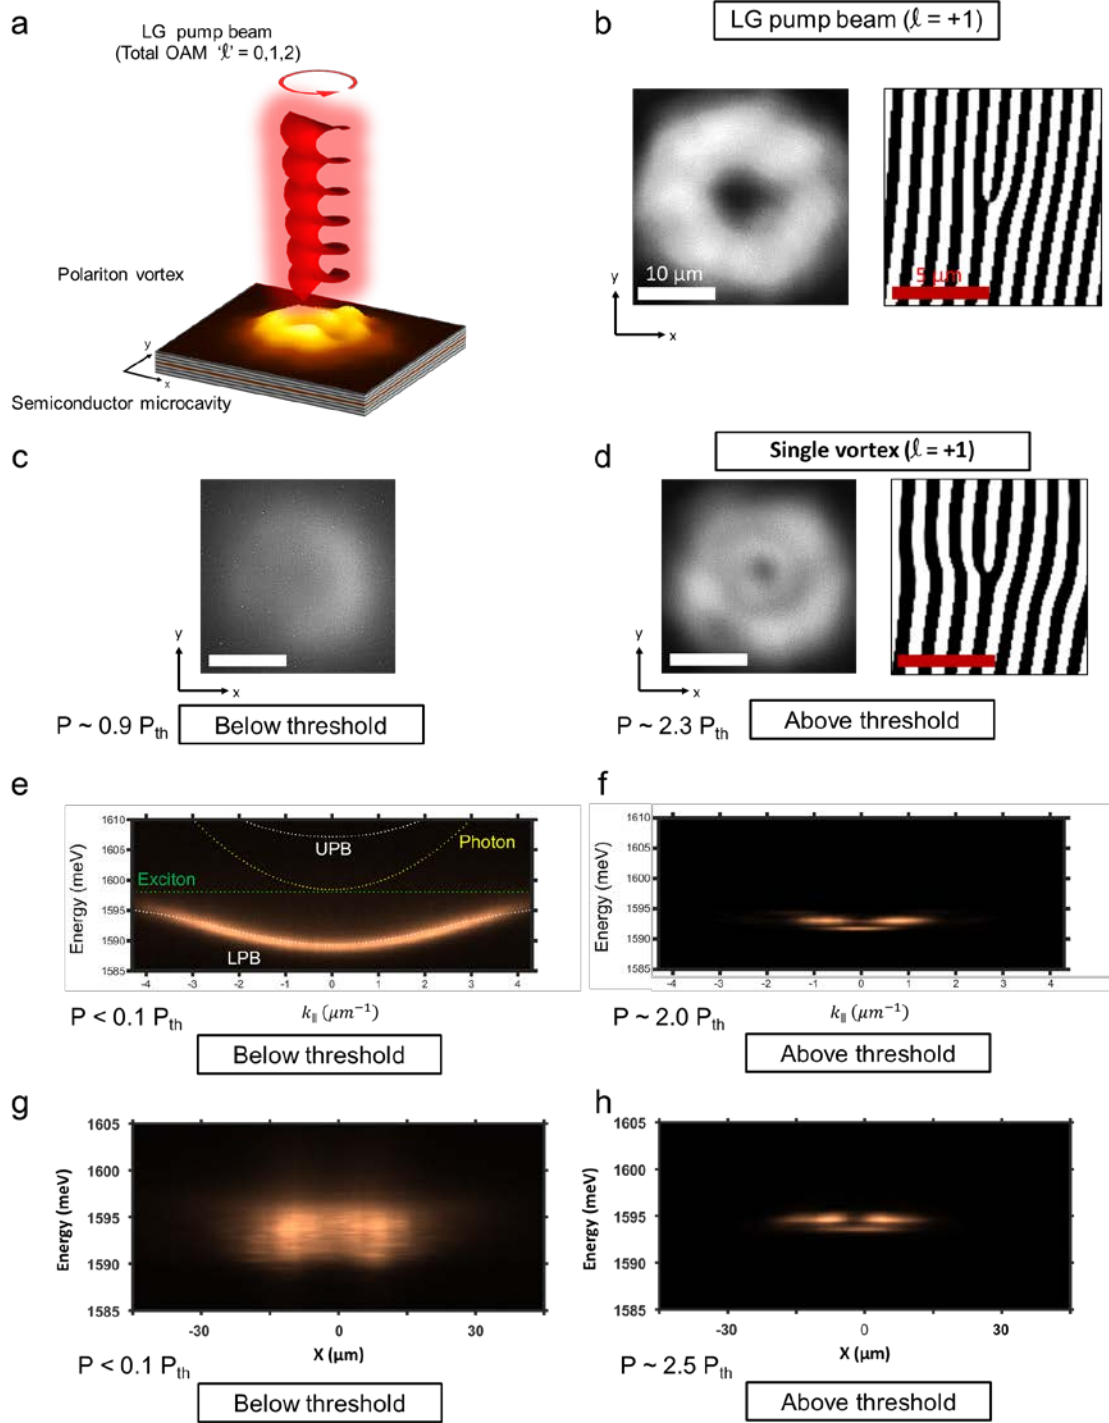 a
LG pump beam
(Total OAM 'ℓ' = 0,1,2)
Polariton vortex
y
x
Semiconductor microcavity
b
LG pump beam (ℓ = +1)
10 µm
5 µm
y
x
c
y
x
P ~ 0.9 Pth
Below threshold
d
Single vortex (ℓ = +1)
y
x
P ~ 2.3 Pth
Above threshold
e
Energy (meV)
1610
1605
1600
1595
1590
1585
UPB
Photon
Exciton
LPB
-4 -3 -2 -1 0 1 2 3 4
k∥ (µm⁻¹)
P < 0.1 Pth
Below threshold
f
Energy (meV)
1610
1605
1600
1595
1590
1585
-4 -3 -2 -1 0 1 2 3 4
k∥ (µm⁻¹)
P ~ 2.0 Pth
Above threshold
g
Energy (meV)
1605
1600
1595
1590
1585
-30 0 30
X (µm)
P < 0.1 Pth
Below threshold
h
Energy (meV)
1605
1600
1595
1590
1585
-30 0 30
X (µm)
P ~ 2.5 Pth
Above threshold